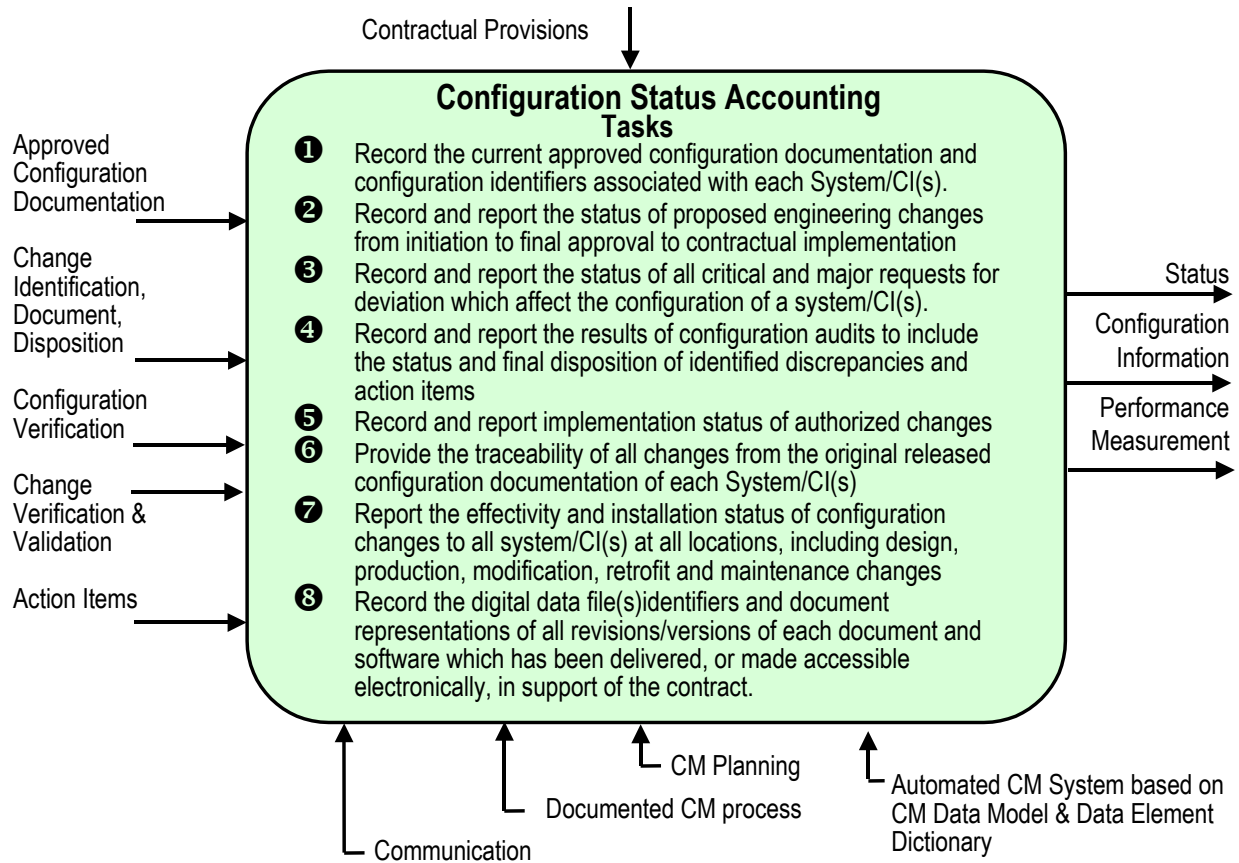 Contractual Provisions
Configuration Status Accounting
Tasks
Approved
Configuration
Documentation
Change
Identification,
Document,
Disposition
Configuration
Verification
Change
Verification &
Validation
Action Items
❶ Record the current approved configuration documentation and
configuration identifiers associated with each System/CI(s).
❷ Record and report the status of proposed engineering changes
from initiation to final approval to contractual implementation
❸ Record and report the status of all critical and major requests for
deviation which affect the configuration of a system/CI(s).
❹ Record and report the results of configuration audits to include
the status and final disposition of identified discrepancies and
action items
❺ Record and report implementation status of authorized changes
❻ Provide the traceability of all changes from the original released
configuration documentation of each System/CI(s)
❼ Report the effectivity and installation status of configuration
changes to all system/CI(s) at all locations, including design,
production, modification, retrofit and maintenance changes
❽ Record the digital data file(s)identifiers and document
representations of all revisions/versions of each document and
software which has been delivered, or made accessible
electronically, in support of the contract.
Status
Configuration
Information
Performance
Measurement
CM Planning
Documented CM process
Communication
Automated CM System based on
CM Data Model & Data Element
Dictionary